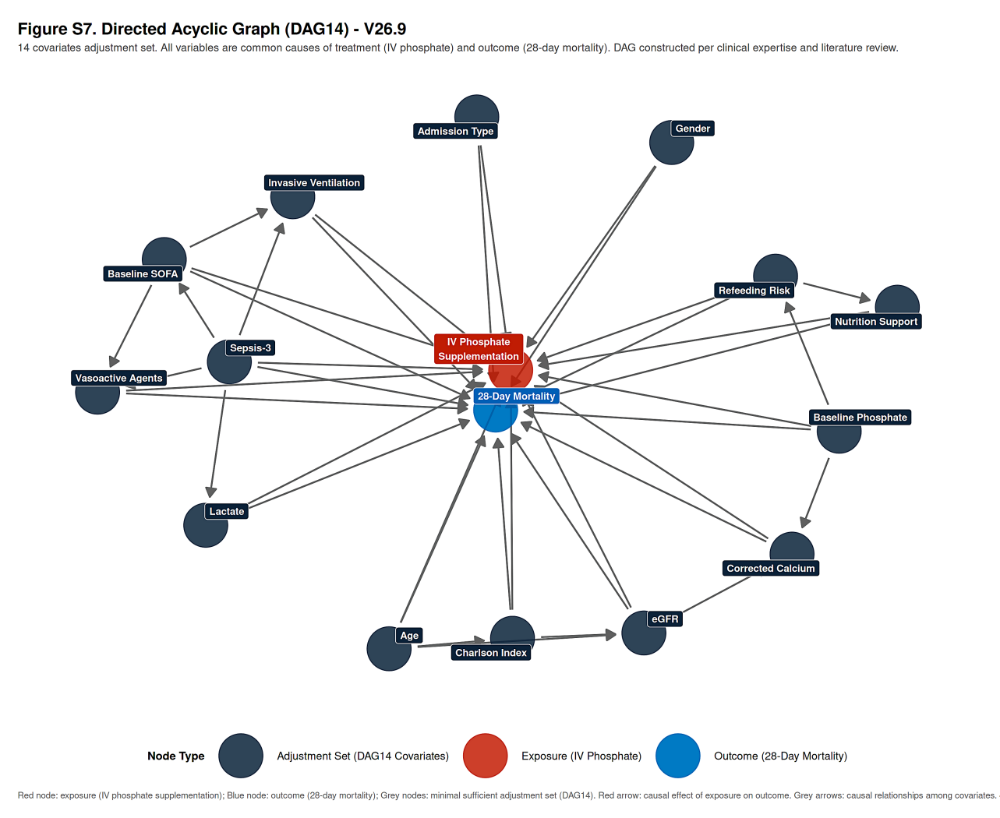 Figure S7. Directed Acyclic Graph (DAG14) - V26.9
14 covariates adjustment set. All variables are common causes of treatment (IV phosphate) and outcome (28-day mortality). DAG constructed per clinical expertise and literature review.
Admission Type
Gender
Invasive Ventilation
Baseline SOFA
Refeeding Risk
Nutrition Support
IV Phosphate
Supplementation
Sepsis-3
Vasoactive Agents
28-Day Mortality
Baseline Phosphate
Lactate
Corrected Calcium
eGFR
Age
Charlson Index
Node Type
Adjustment Set (DAG14 Covariates)
Exposure (IV Phosphate)
Outcome (28-Day Mortality)
Red node: exposure (IV phosphate supplementation); Blue node: outcome (28-day mortality); Grey nodes: minimal sufficient adjustment set (DAG14). Red arrow: causal effect of exposure on outcome. Grey arrows: causal relationships among covariates.